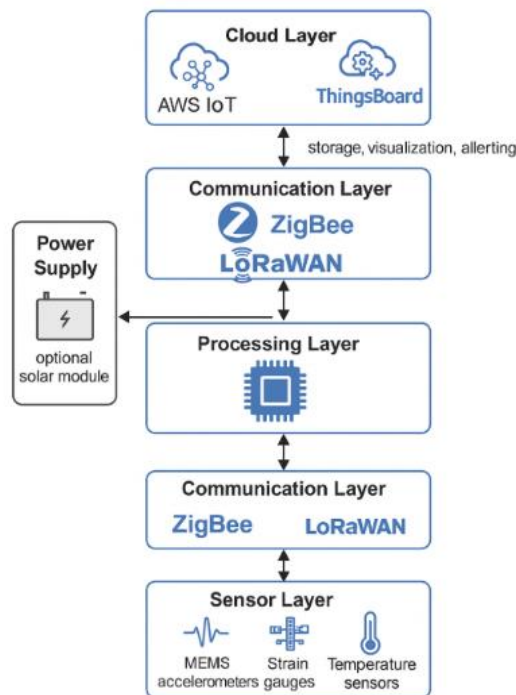 Cloud Layer
AWS IoT
ThingsBoard
storage, visualization, allerting
Communication Layer
ZigBee
LoRaWAN
Power
Supply
optional
solar module
Processing Layer
Communication Layer
ZigBee
LoRaWAN
Sensor Layer
MEMS
accelerometers
Strain
gauges
Temperature
sensors